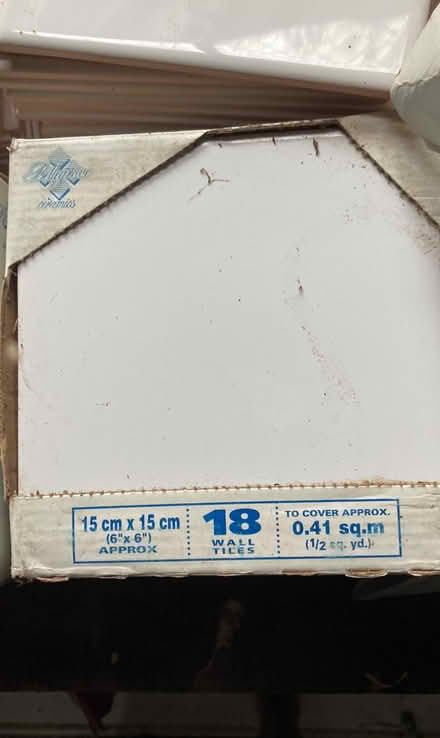 ceramics
15 cm x 15 cm
(6"x 6")
APPROX
18
WALL
TILES
TO COVER APPROX.
0.41 sq.m
(1/2 sq. yd.)